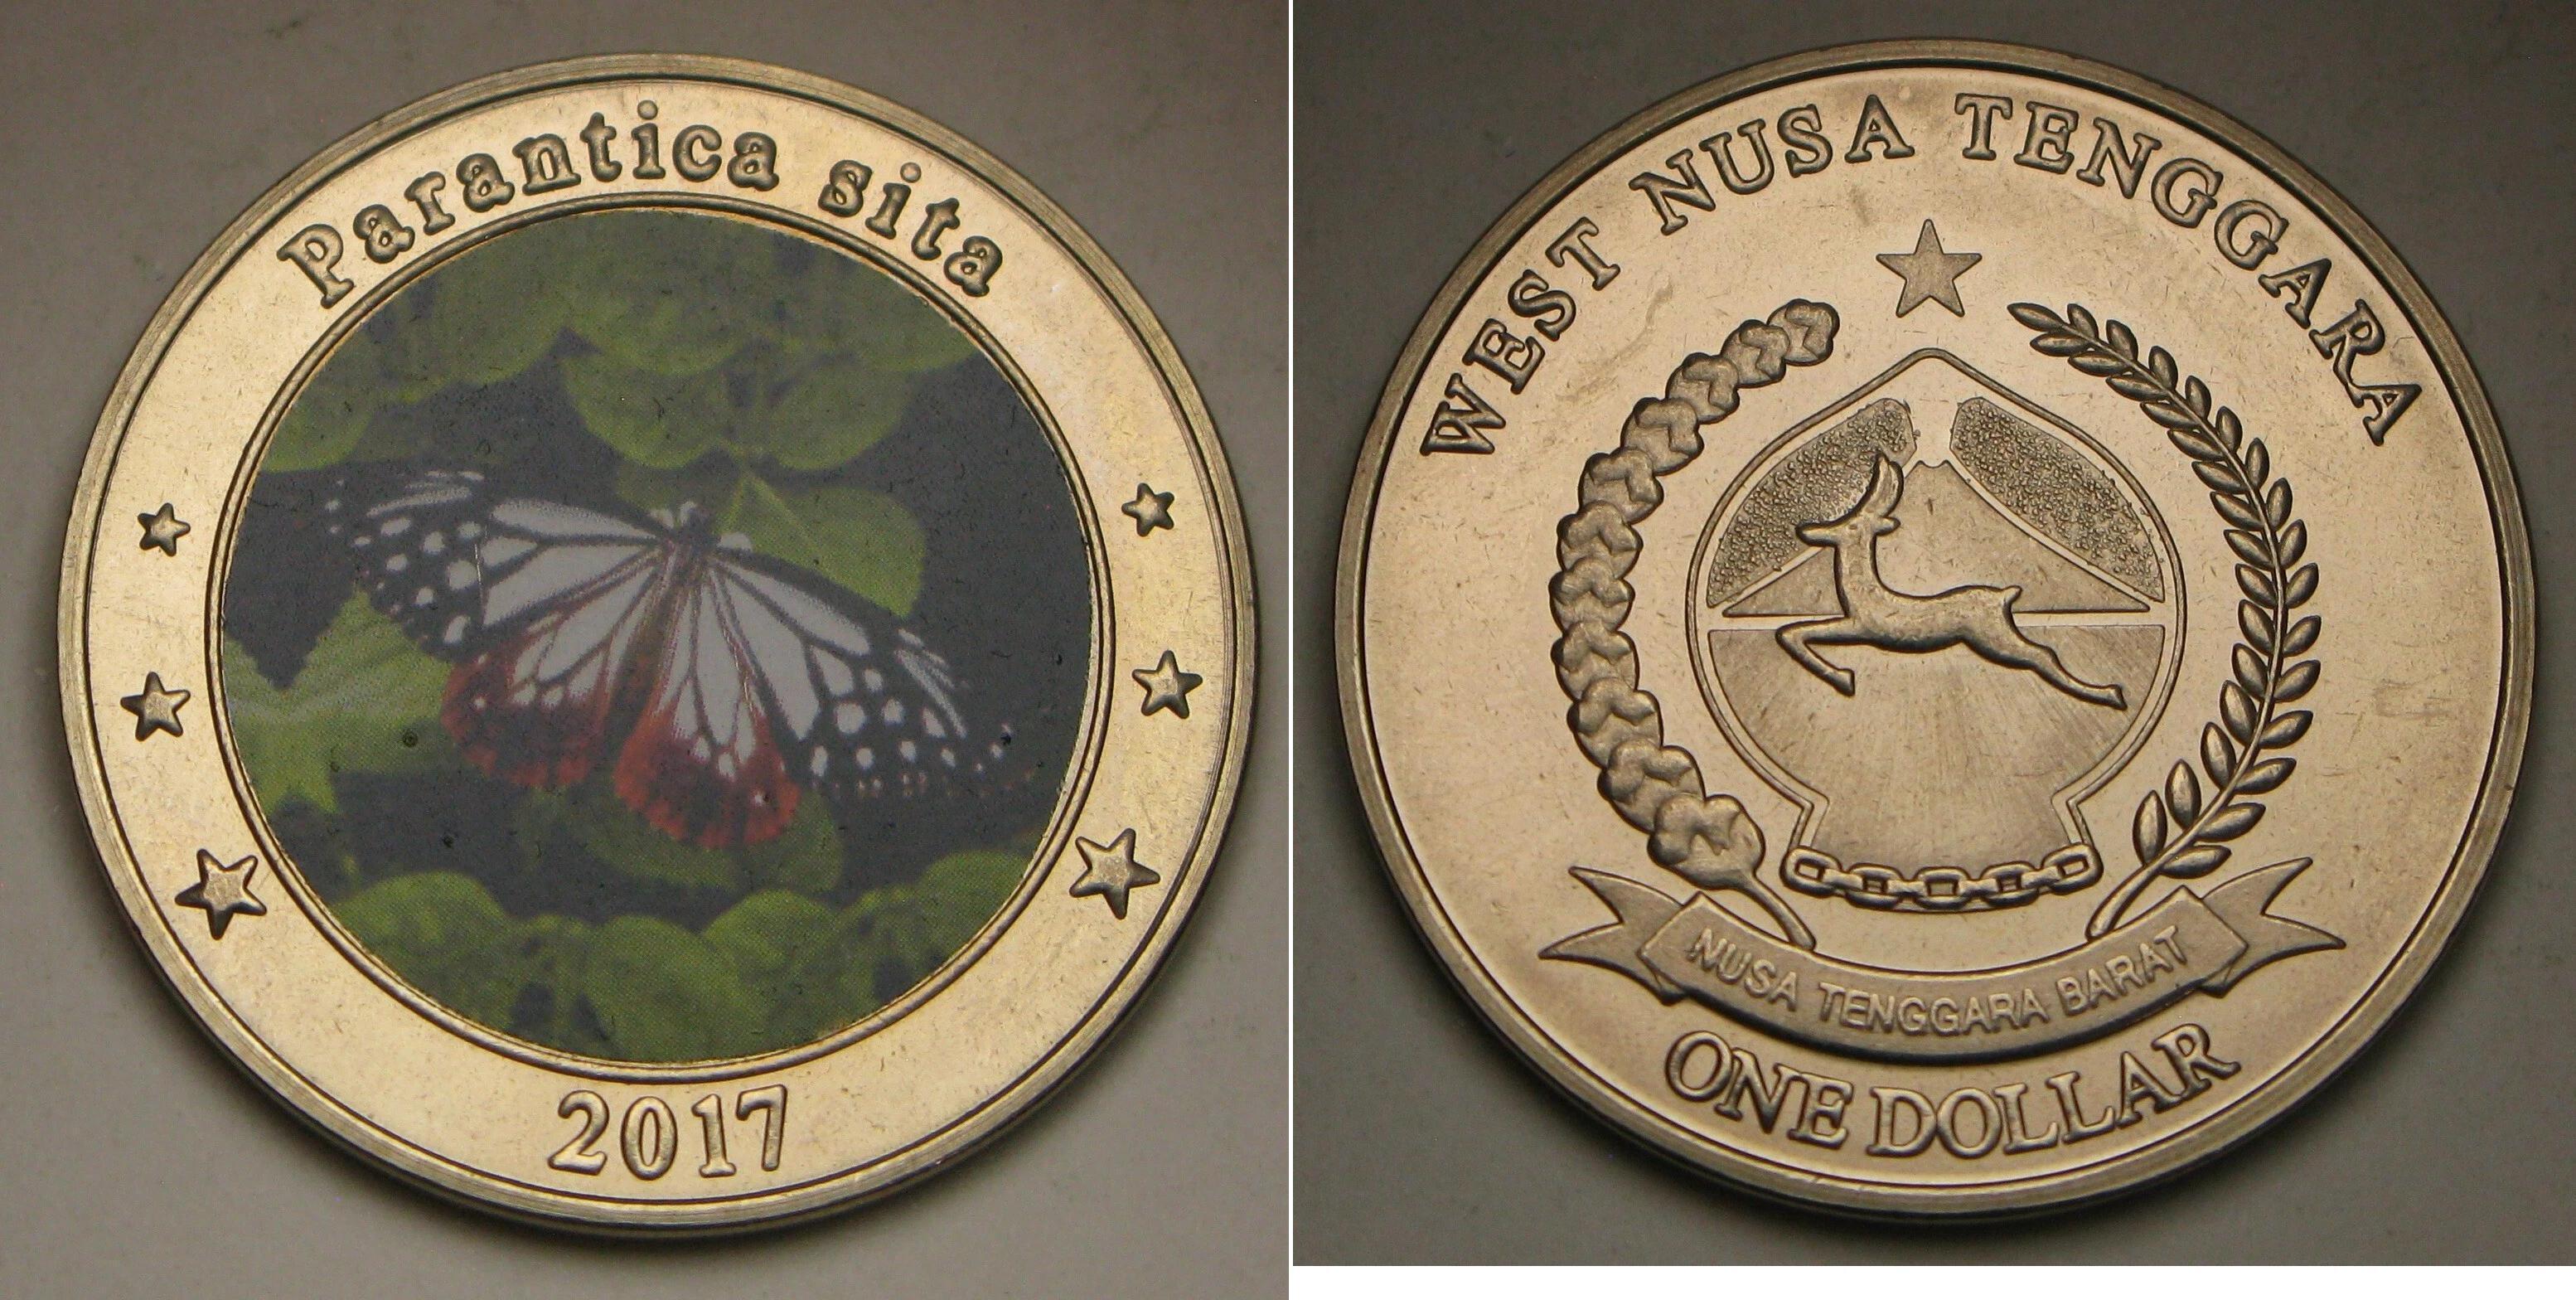 Parantica sita
2017
WEST NUSA TENGGARA
NUSA TENGGARA BARAT
ONE DOLLAR